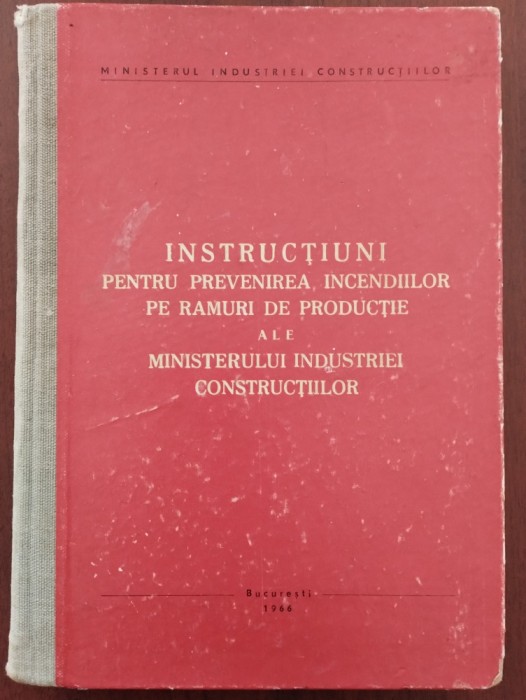 MINISTERUL INDUSTRIEI CONSTRUCȚIILOR
INSTRUCȚIUNI
PENTRU PREVENIREA INCENDIILOR
PE RAMURI DE PRODUCȚIE
ALE
MINISTERULUI INDUSTRIEI
CONSTRUCȚIILOR
București
1966